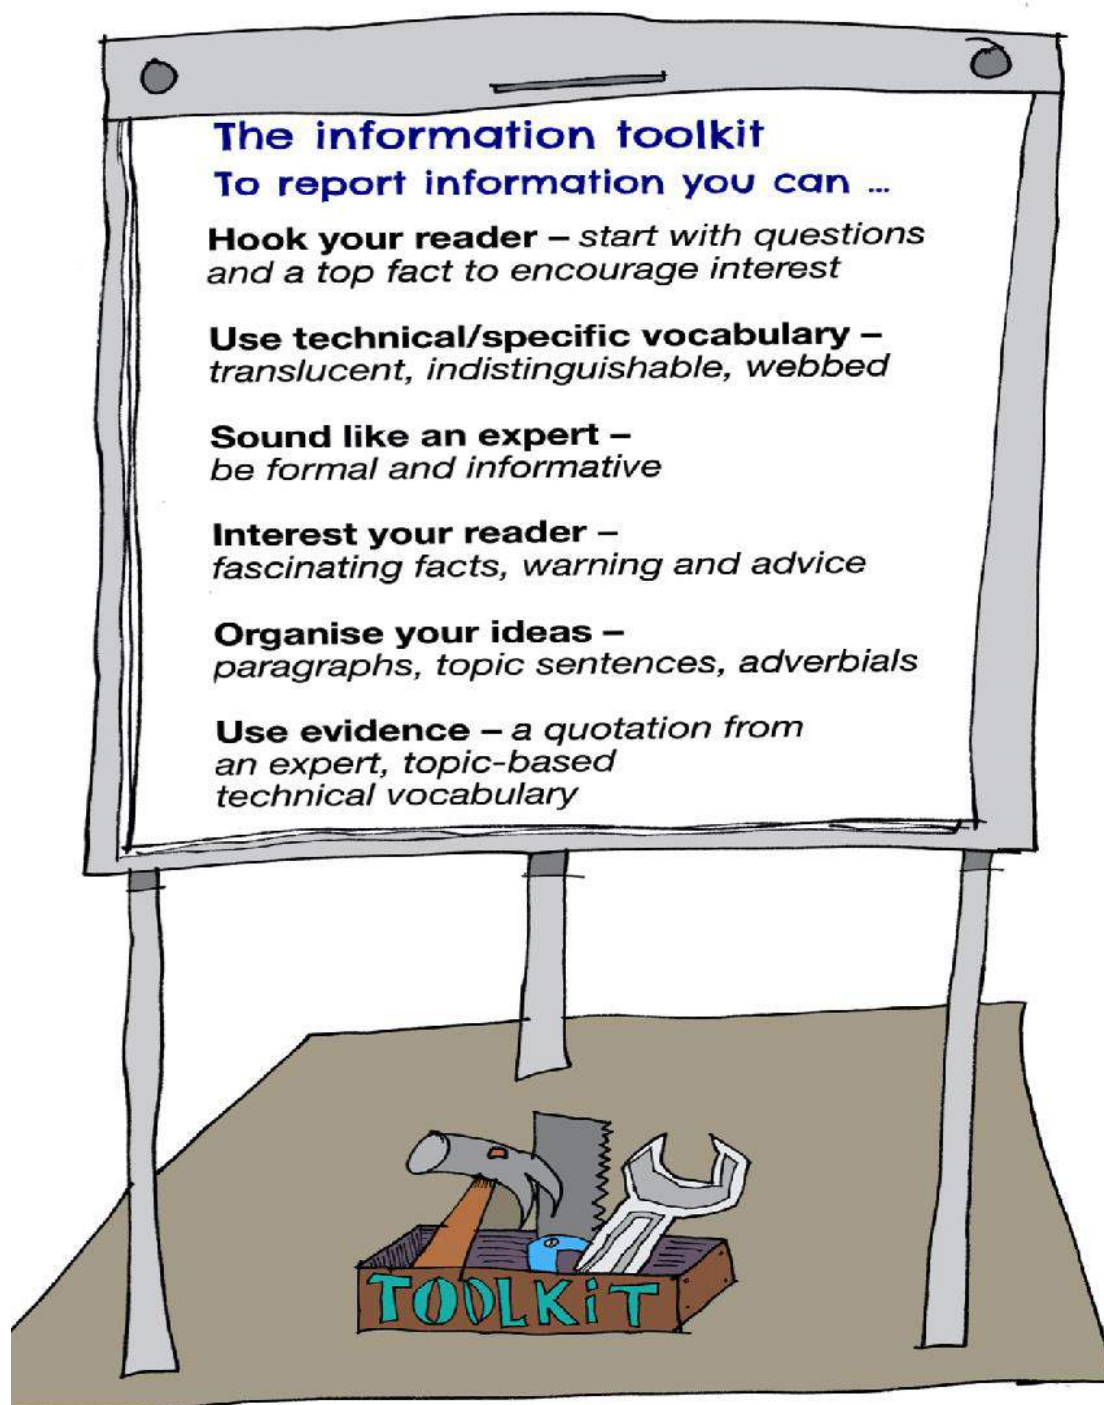 The information toolkit
To report information you can ...
Hook your reader – start with questions
and a top fact to encourage interest
Use technical/specific vocabulary –
translucent, indistinguishable, webbed
Sound like an expert –
be formal and informative
Interest your reader –
fascinating facts, warning and advice
Organise your ideas –
paragraphs, topic sentences, adverbials
Use evidence – a quotation from
an expert, topic-based
technical vocabulary
TOOLKiT